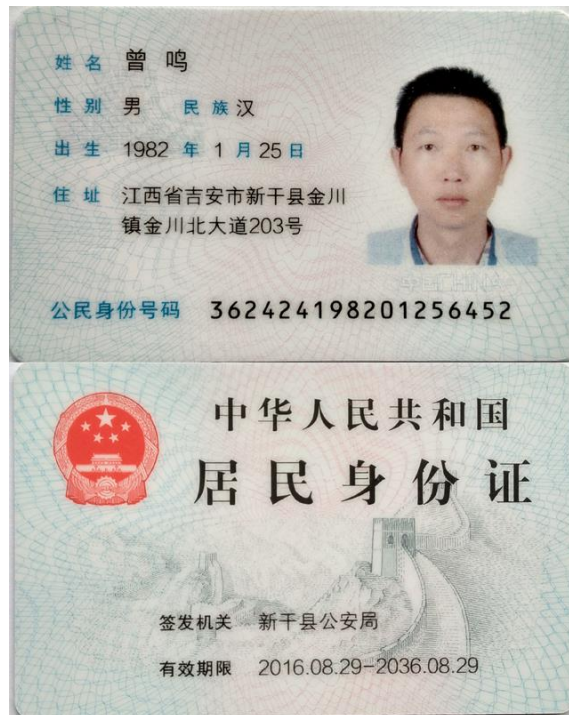 姓名 曾鸣
性别 男 民族 汉
出生 1982 年 1 月 25 日
住址 江西省吉安市新干县金川
镇金川北大道203号
公民身份号码 362424198201256452
中华人民共和国
居民身份证
签发机关 新干县公安局
有效期限 2016.08.29-2036.08.29